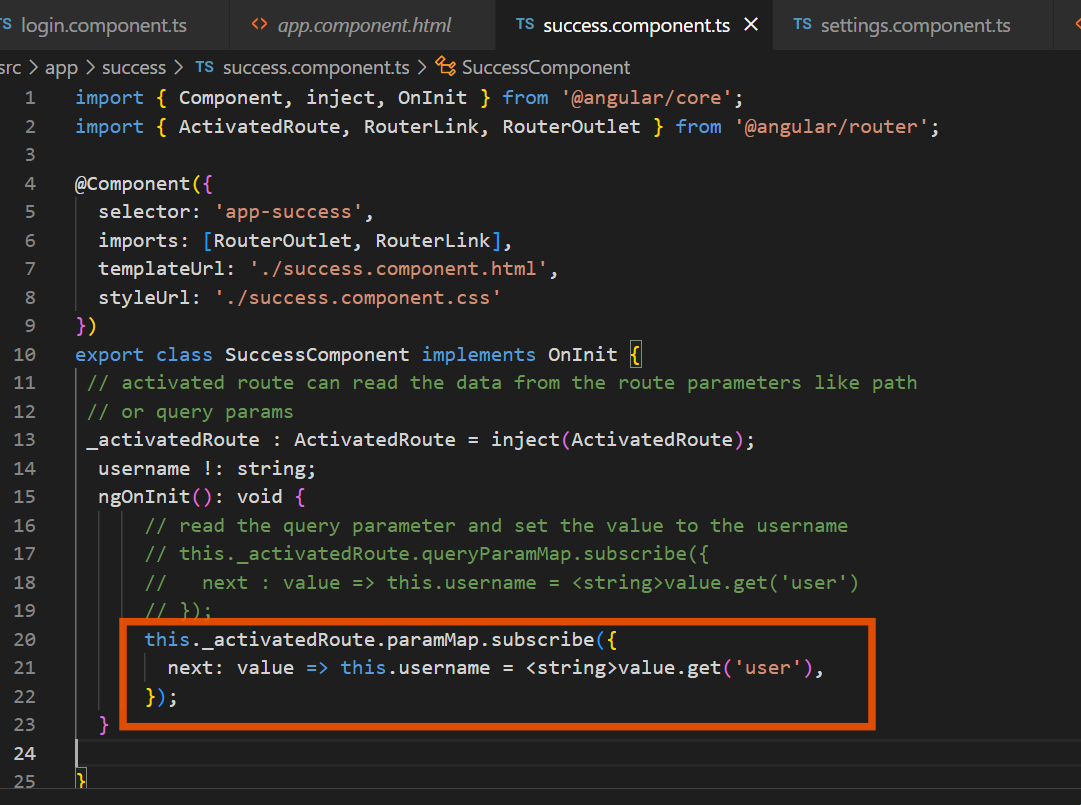 TS login.component.ts <> app.component.html TS success.component.ts × TS settings.component.ts
src > app > success > TS success.component.ts > SuccessComponent
1 import { Component, inject, OnInit } from '@angular/core';
2 import { ActivatedRoute, RouterLink, RouterOutlet } from '@angular/router';
3
4 @Component({
5 selector: 'app-success',
6 imports: [RouterOutlet, RouterLink],
7 templateUrl: './success.component.html',
8 styleUrl: './success.component.css'
9 })
10 export class SuccessComponent implements OnInit {
11 // activated route can read the data from the route parameters like path
12 // or query params
13 _activatedRoute : ActivatedRoute = inject(ActivatedRoute);
14 username !: string;
15 ngOnInit(): void {
16 // read the query parameter and set the value to the username
17 // this._activatedRoute.queryParamMap.subscribe({
18 // next : value => this.username = <string>value.get('user')
19 // });
20 this._activatedRoute.paramMap.subscribe({
21 next: value => this.username = <string>value.get('user'),
22 });
23 }
24
25 }